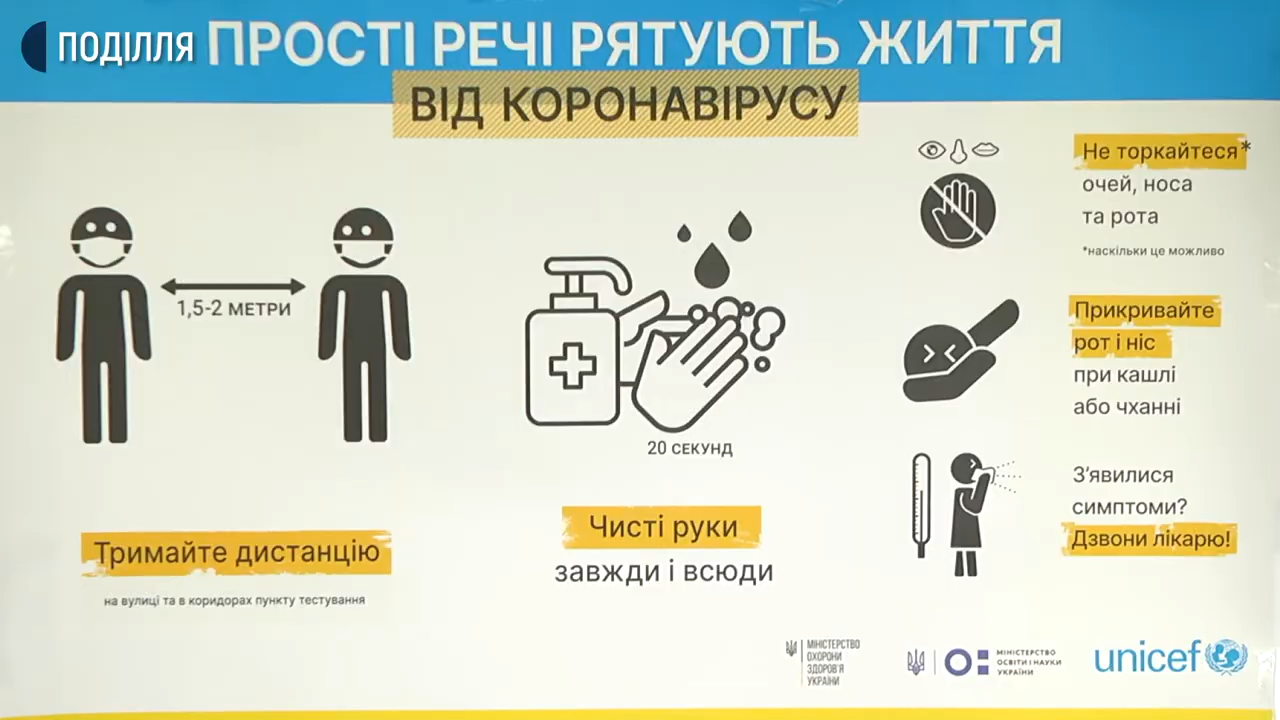 ПОДІЛЛЯ
ПРОСТІ РЕЧІ РЯТУЮТЬ ЖИТТЯ
ВІД КОРОНАВІРУСУ
1,5-2 МЕТРИ
Тримайте дистанцію
на вулиці та в коридорах пункту тестування
20 СЕКУНД
Чисті руки
завжди і всюди
Не торкайтеся*
очей, носа
та рота
*наскільки це можливо
Прикривайте
рот і ніс
при кашлі
або чханні
З’явилися
симптоми?
Дзвони лікарю!
МІНІСТЕРСТВО
ОХОРОНИ
ЗДОРОВ'Я
УКРАЇНИ
МІНІСТЕРСТВО
ОСВІТИ І НАУКИ
УКРАЇНИ
unicef